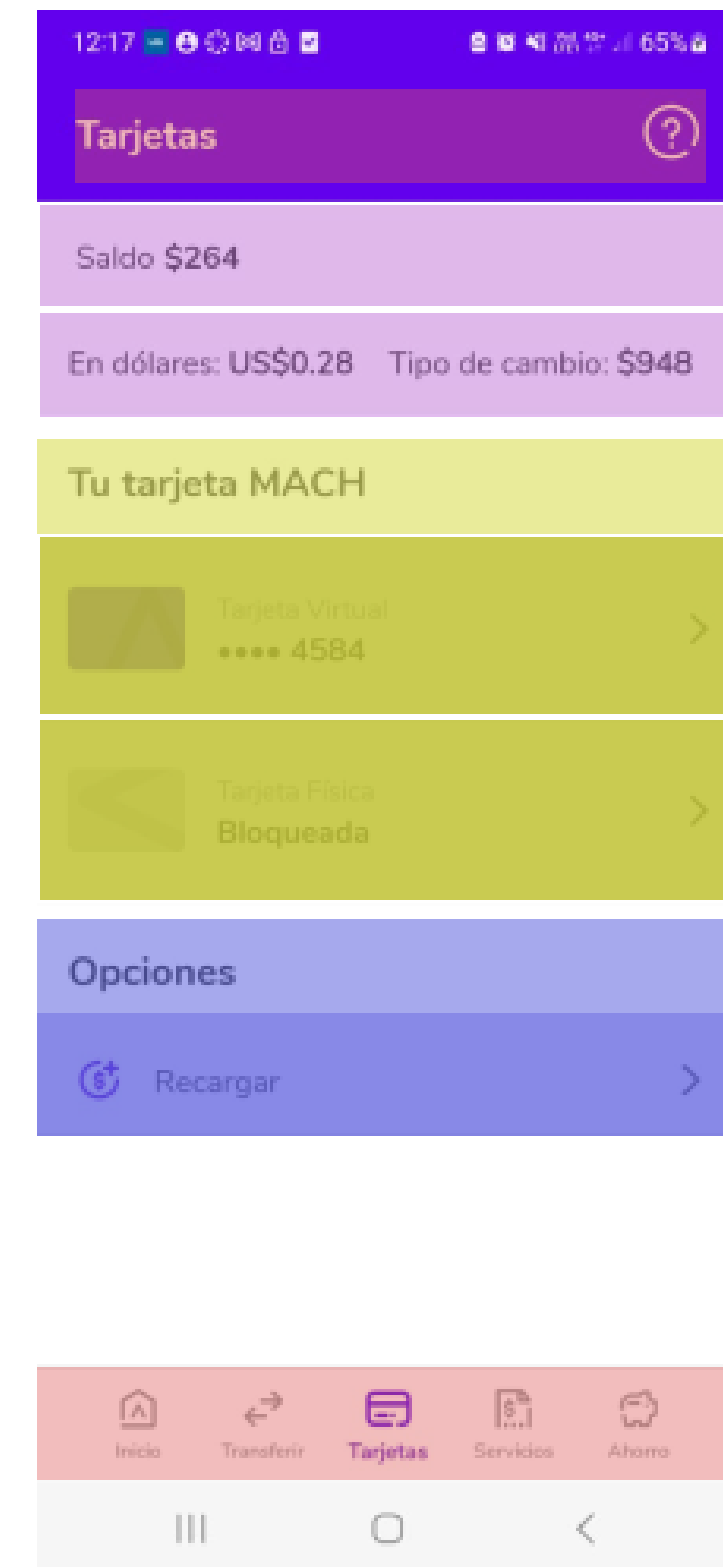 12:17 65%
Tarjetas
Saldo $264
En dólares: US$0.28 Tipo de cambio: $948
Tu tarjeta MACH
Tarjeta Virtual
•••• 4584
Tarjeta Física
Bloqueada
Opciones
Recargar
Inicio Transferir Tarjetas Servicios Ahorro